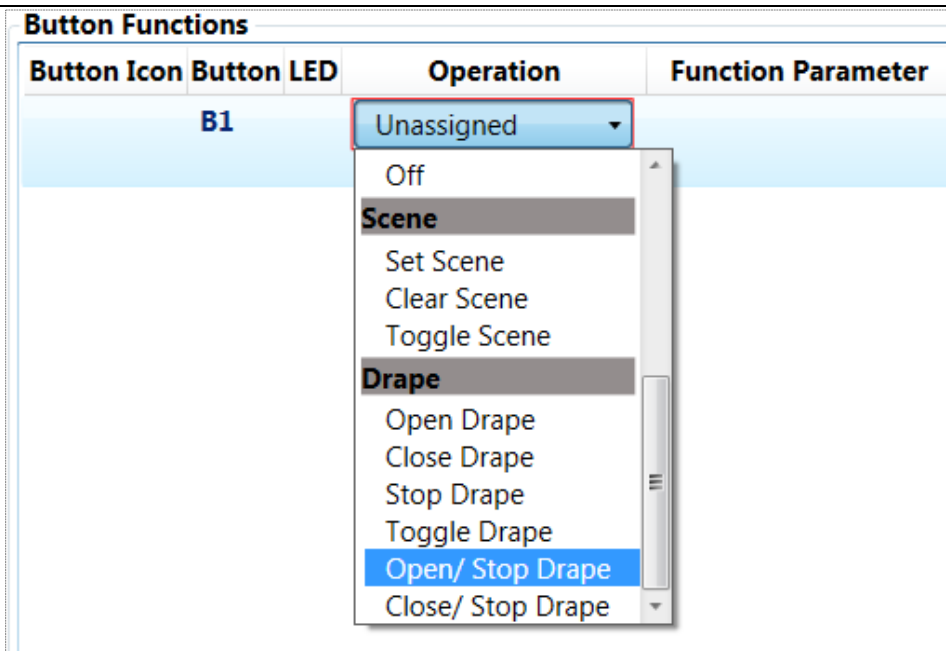 Button Functions
Button Icon Button LED Operation Function Parameter
B1 Unassigned
Off
Scene
Set Scene
Clear Scene
Toggle Scene
Drape
Open Drape
Close Drape
Stop Drape
Toggle Drape
Open/ Stop Drape
Close/ Stop Drape